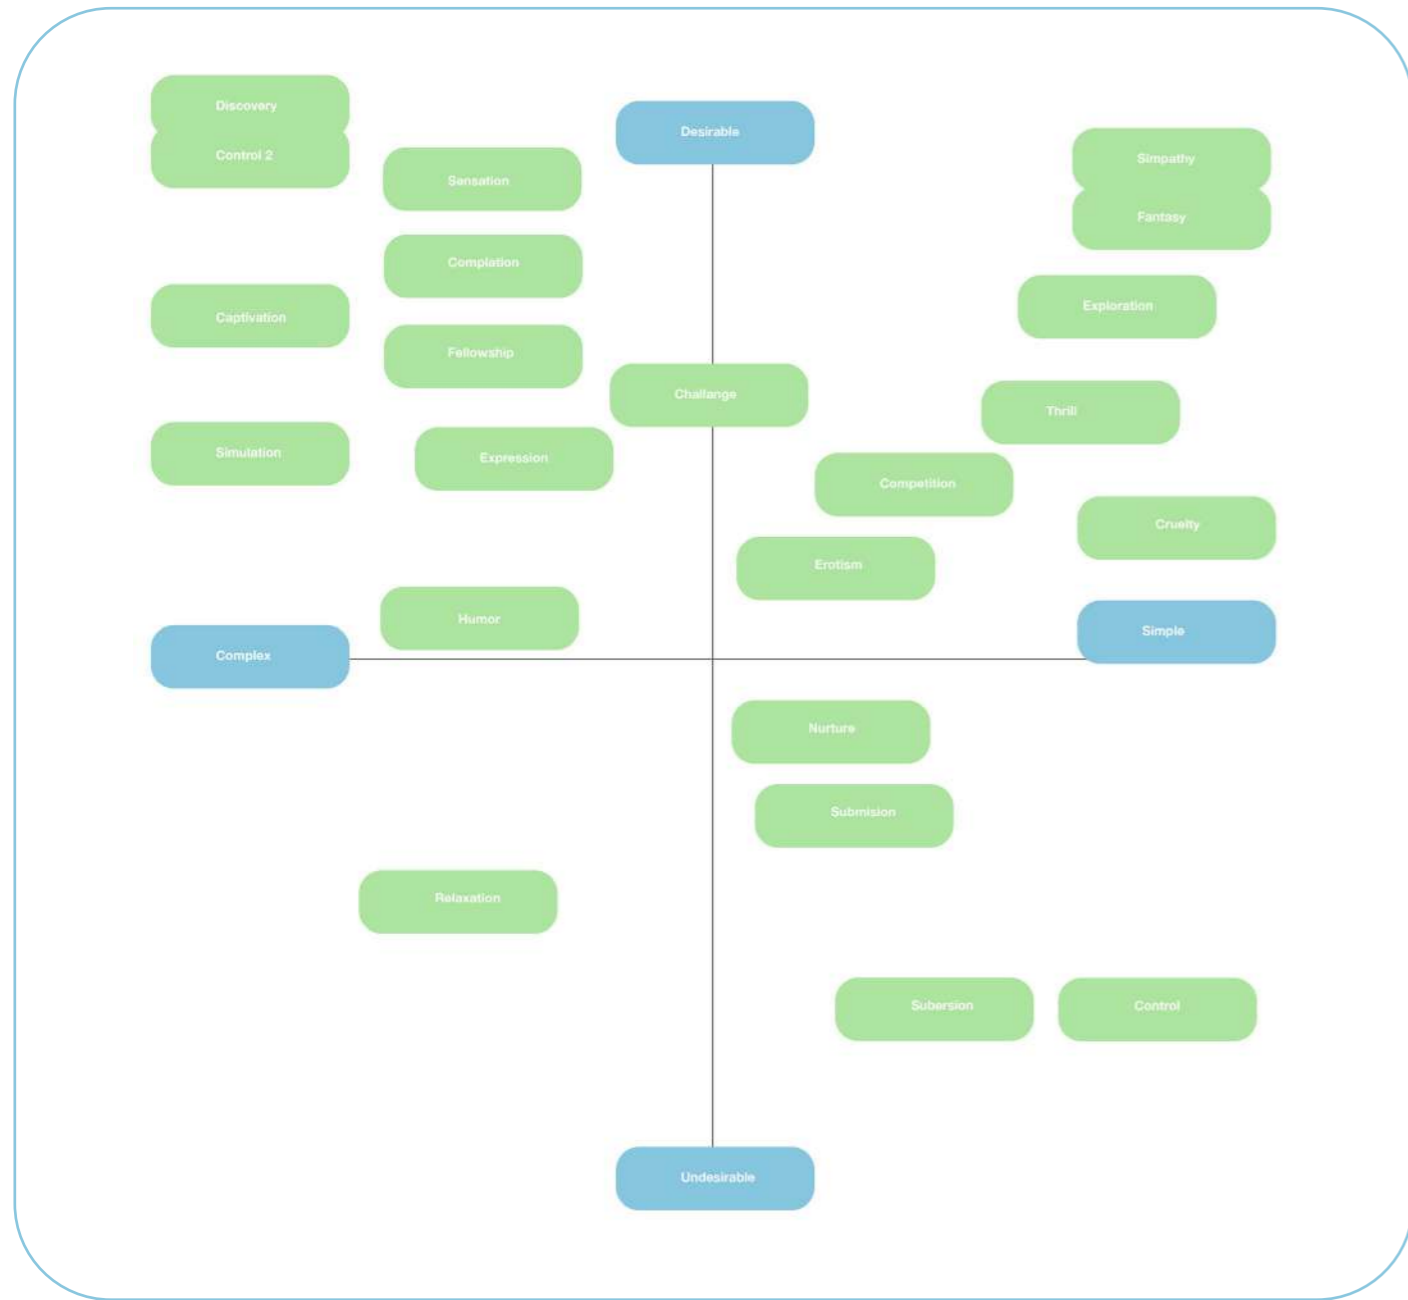 Discovery
Desirable
Control 2
Simpathy
Sensation
Fantasy
Complation
Exploration
Captivation
Fellowship
Challange
Thrill
Simulation
Expression
Competition
Cruelty
Erotism
Humor
Simple
Complex
Nurture
Submision
Relaxation
Subersion
Control
Undesirable